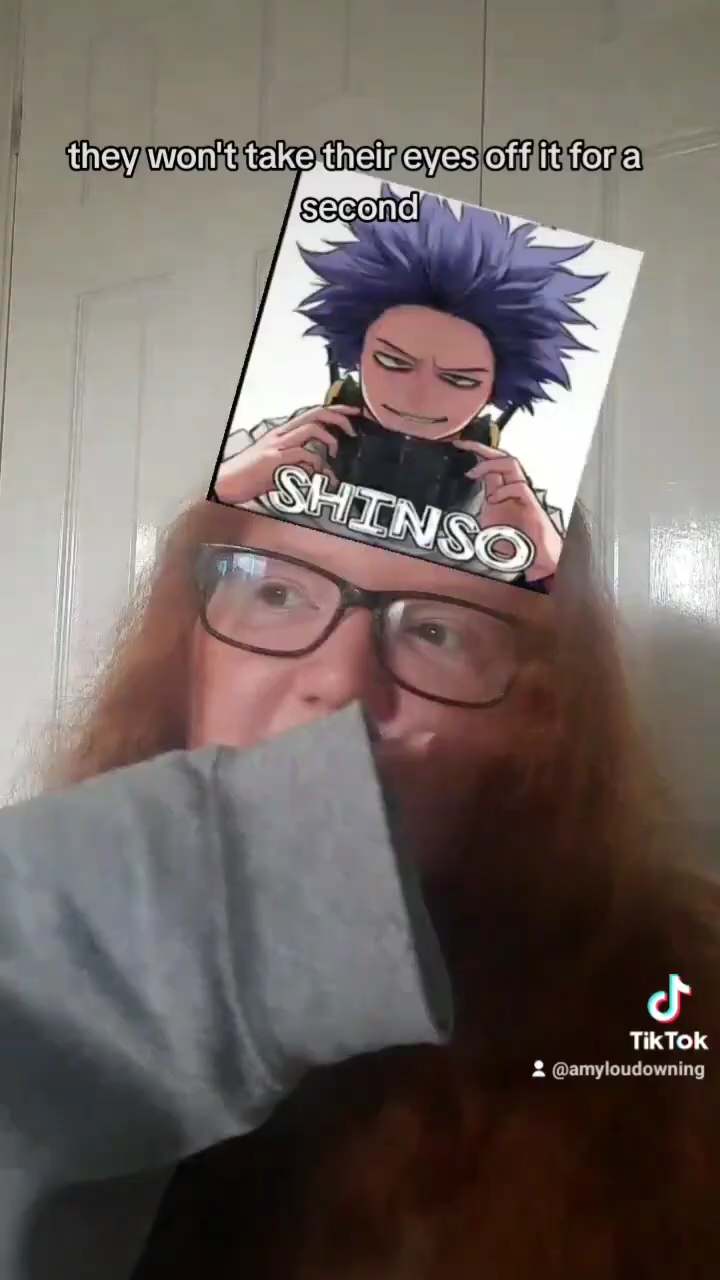 they won't take their eyes off it for a
second
SHINSO
TikTok
@amyloudowning